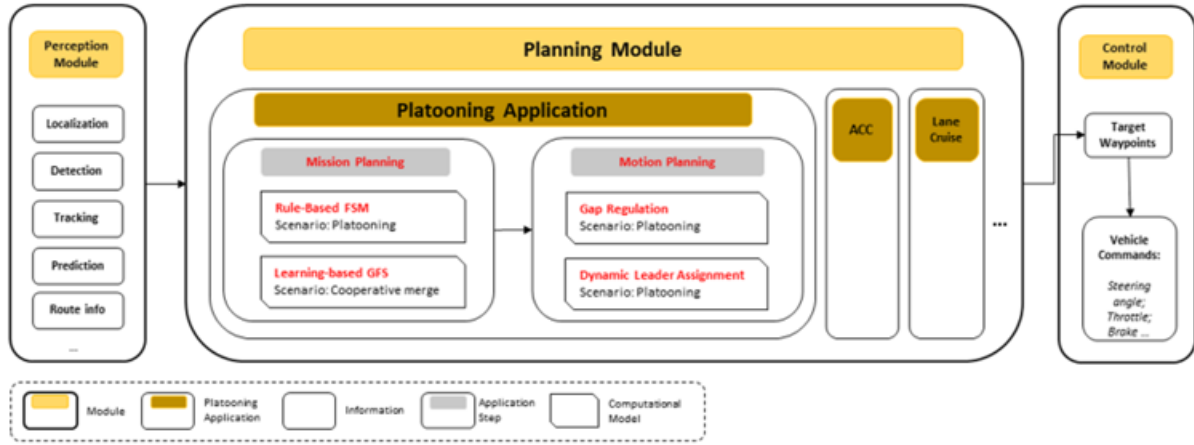 Perception
Module
Localization
Detection
Tracking
Prediction
Route info
...
Planning Module
Platooning Application
Mission Planning
Rule-Based FSM
Scenario: Platooning
Learning-based GFS
Scenario: Cooperative merge
Motion Planning
Gap Regulation
Scenario: Platooning
Dynamic Leader Assignment
Scenario: Platooning
ACC
Lane
Cruise
...
Control
Module
Target
Waypoints
Vehicle
Commands:
Steering
angle;
Throttle;
Brake ...
Module
Platooning
Application
Information
Application
Step
Computational
Model